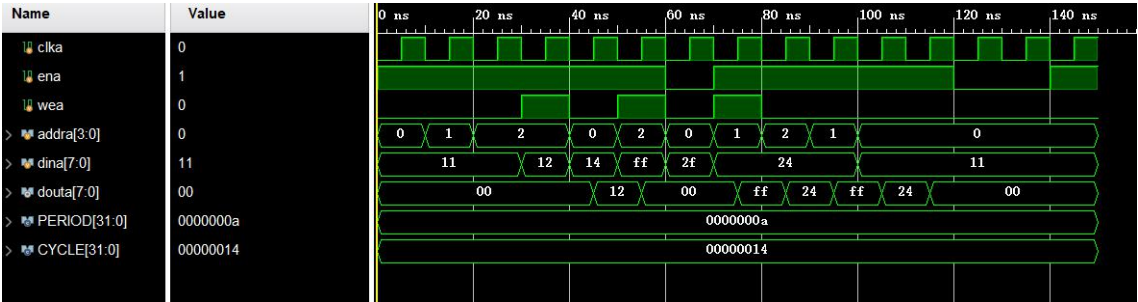 Name Value 0 ns 20 ns 40 ns 60 ns 80 ns 100 ns 120 ns 140 ns
clka 0
ena 1
wea 0
addra[3:0] 0 0 1 2 0 2 0 1 2 1 0
dina[7:0] 11 11 12 14 ff 2f 24 11
douta[7:0] 00 00 12 00 ff 24 ff 24 00
PERIOD[31:0] 0000000a 0000000a
CYCLE[31:0] 00000014 00000014